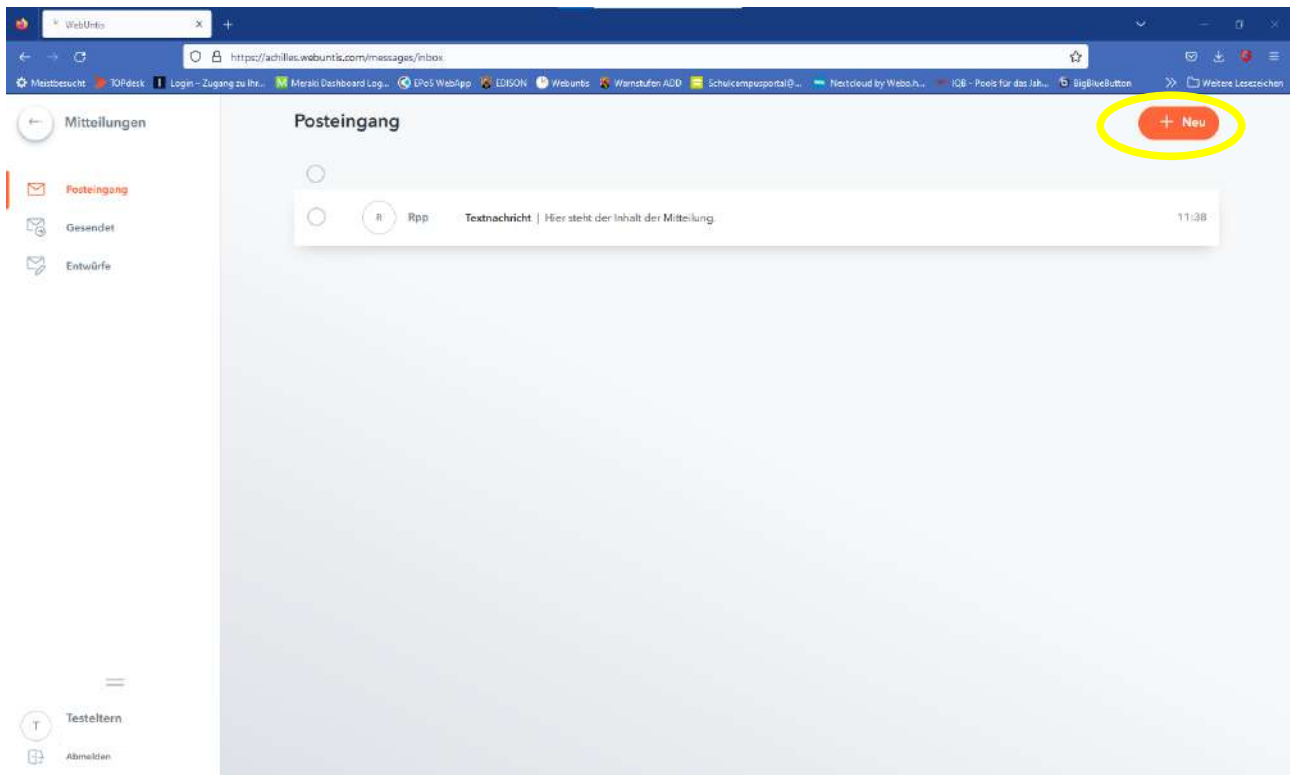 WebUntis
https://achilles.webuntis.com/messages/inbox
Meistbesucht TOPdesk Login – Zugang zu Ihr... Meraki Dashboard Log... EPoS WebApp EDISON Webuntis Warnstufen ADD Schulcampusportal@... Nextcloud by Webo.h... IQB - Pools für das Jah... BigBlueButton Weitere Lesezeichen
Mitteilungen
Posteingang
+ Neu
Posteingang
R Rpp Textnachricht | Hier steht der Inhalt der Mitteilung. 11:38
Gesendet
Entwürfe
T Testeltern
Abmelden